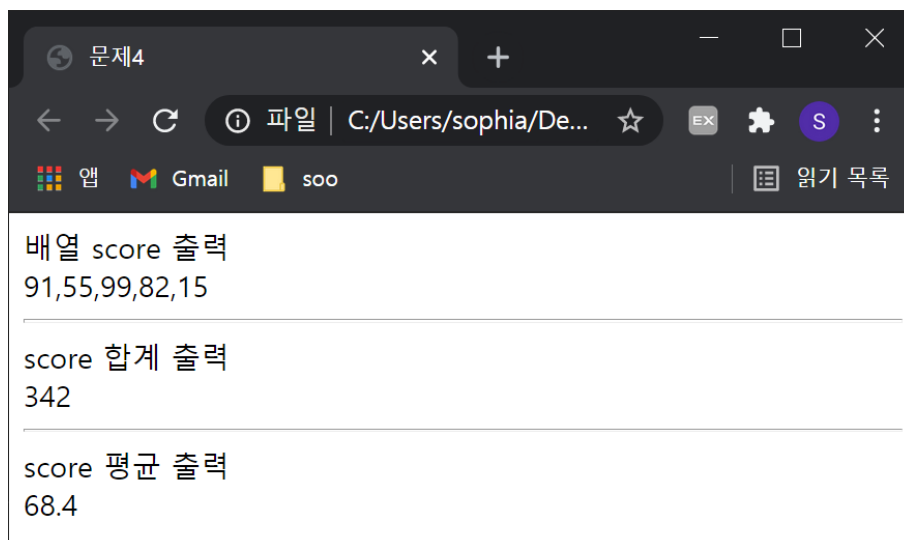 문제4
파일 C:/Users/sophia/De... EX S
앱 Gmail soo 읽기 목록
배열 score 출력
91,55,99,82,15
score 합계 출력
342
score 평균 출력
68.4